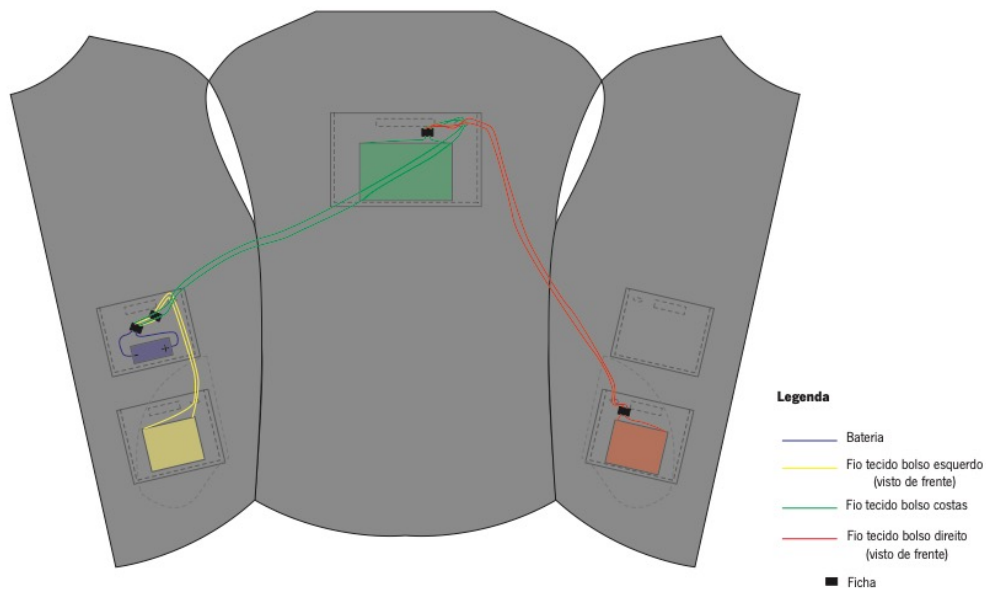 Legenda
Bateria
Fio tecido bolso esquerdo
(visto de frente)
Fio tecido bolso costas
Fio tecido bolso direito
(visto de frente)
Ficha